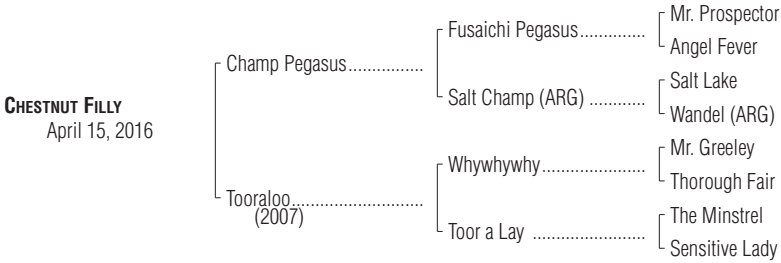 Mr. Prospector
Fusaichi Pegasus..............
Angel Fever
Champ Pegasus................
Salt Lake
Salt Champ (ARG) ............
Wandel (ARG)
CHESTNUT FILLY
April 15, 2016
Mr. Greeley
Whywhywhy......................
Thorough Fair
Tooraloo............................
(2007)
The Minstrel
Toor a Lay ........................
Sensitive Lady